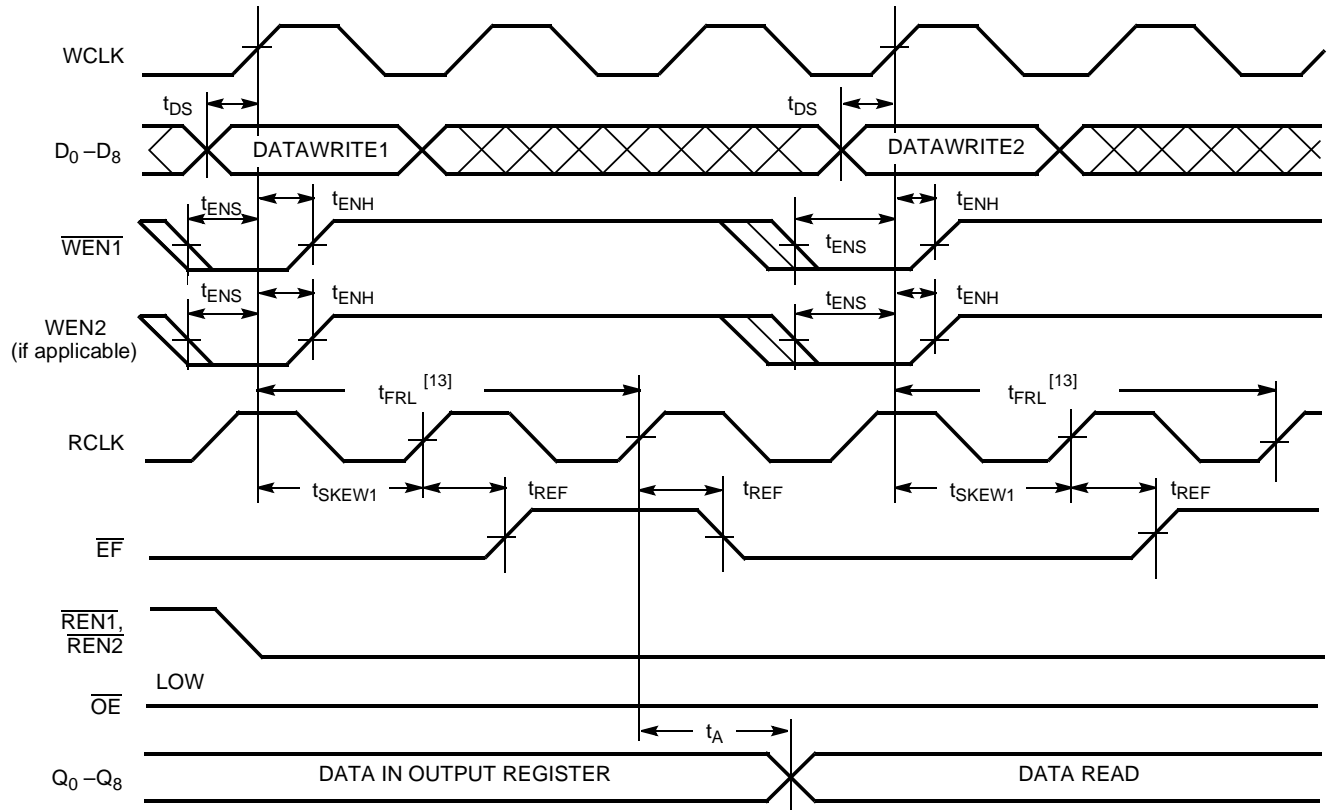 WCLK
tDS tDS
D0 –D8 DATAWRITE1 DATAWRITE2
tENS tENH tENH
WEN1 tENS
tENS tENH tENS tENH
WEN2
(if applicable)
tFRL [13] tFRL [13]
RCLK
tSKEW1 tREF tREF tSKEW1 tREF
EF
REN1,
REN2
LOW
OE
tA
Q0 –Q8 DATA IN OUTPUT REGISTER DATA READ